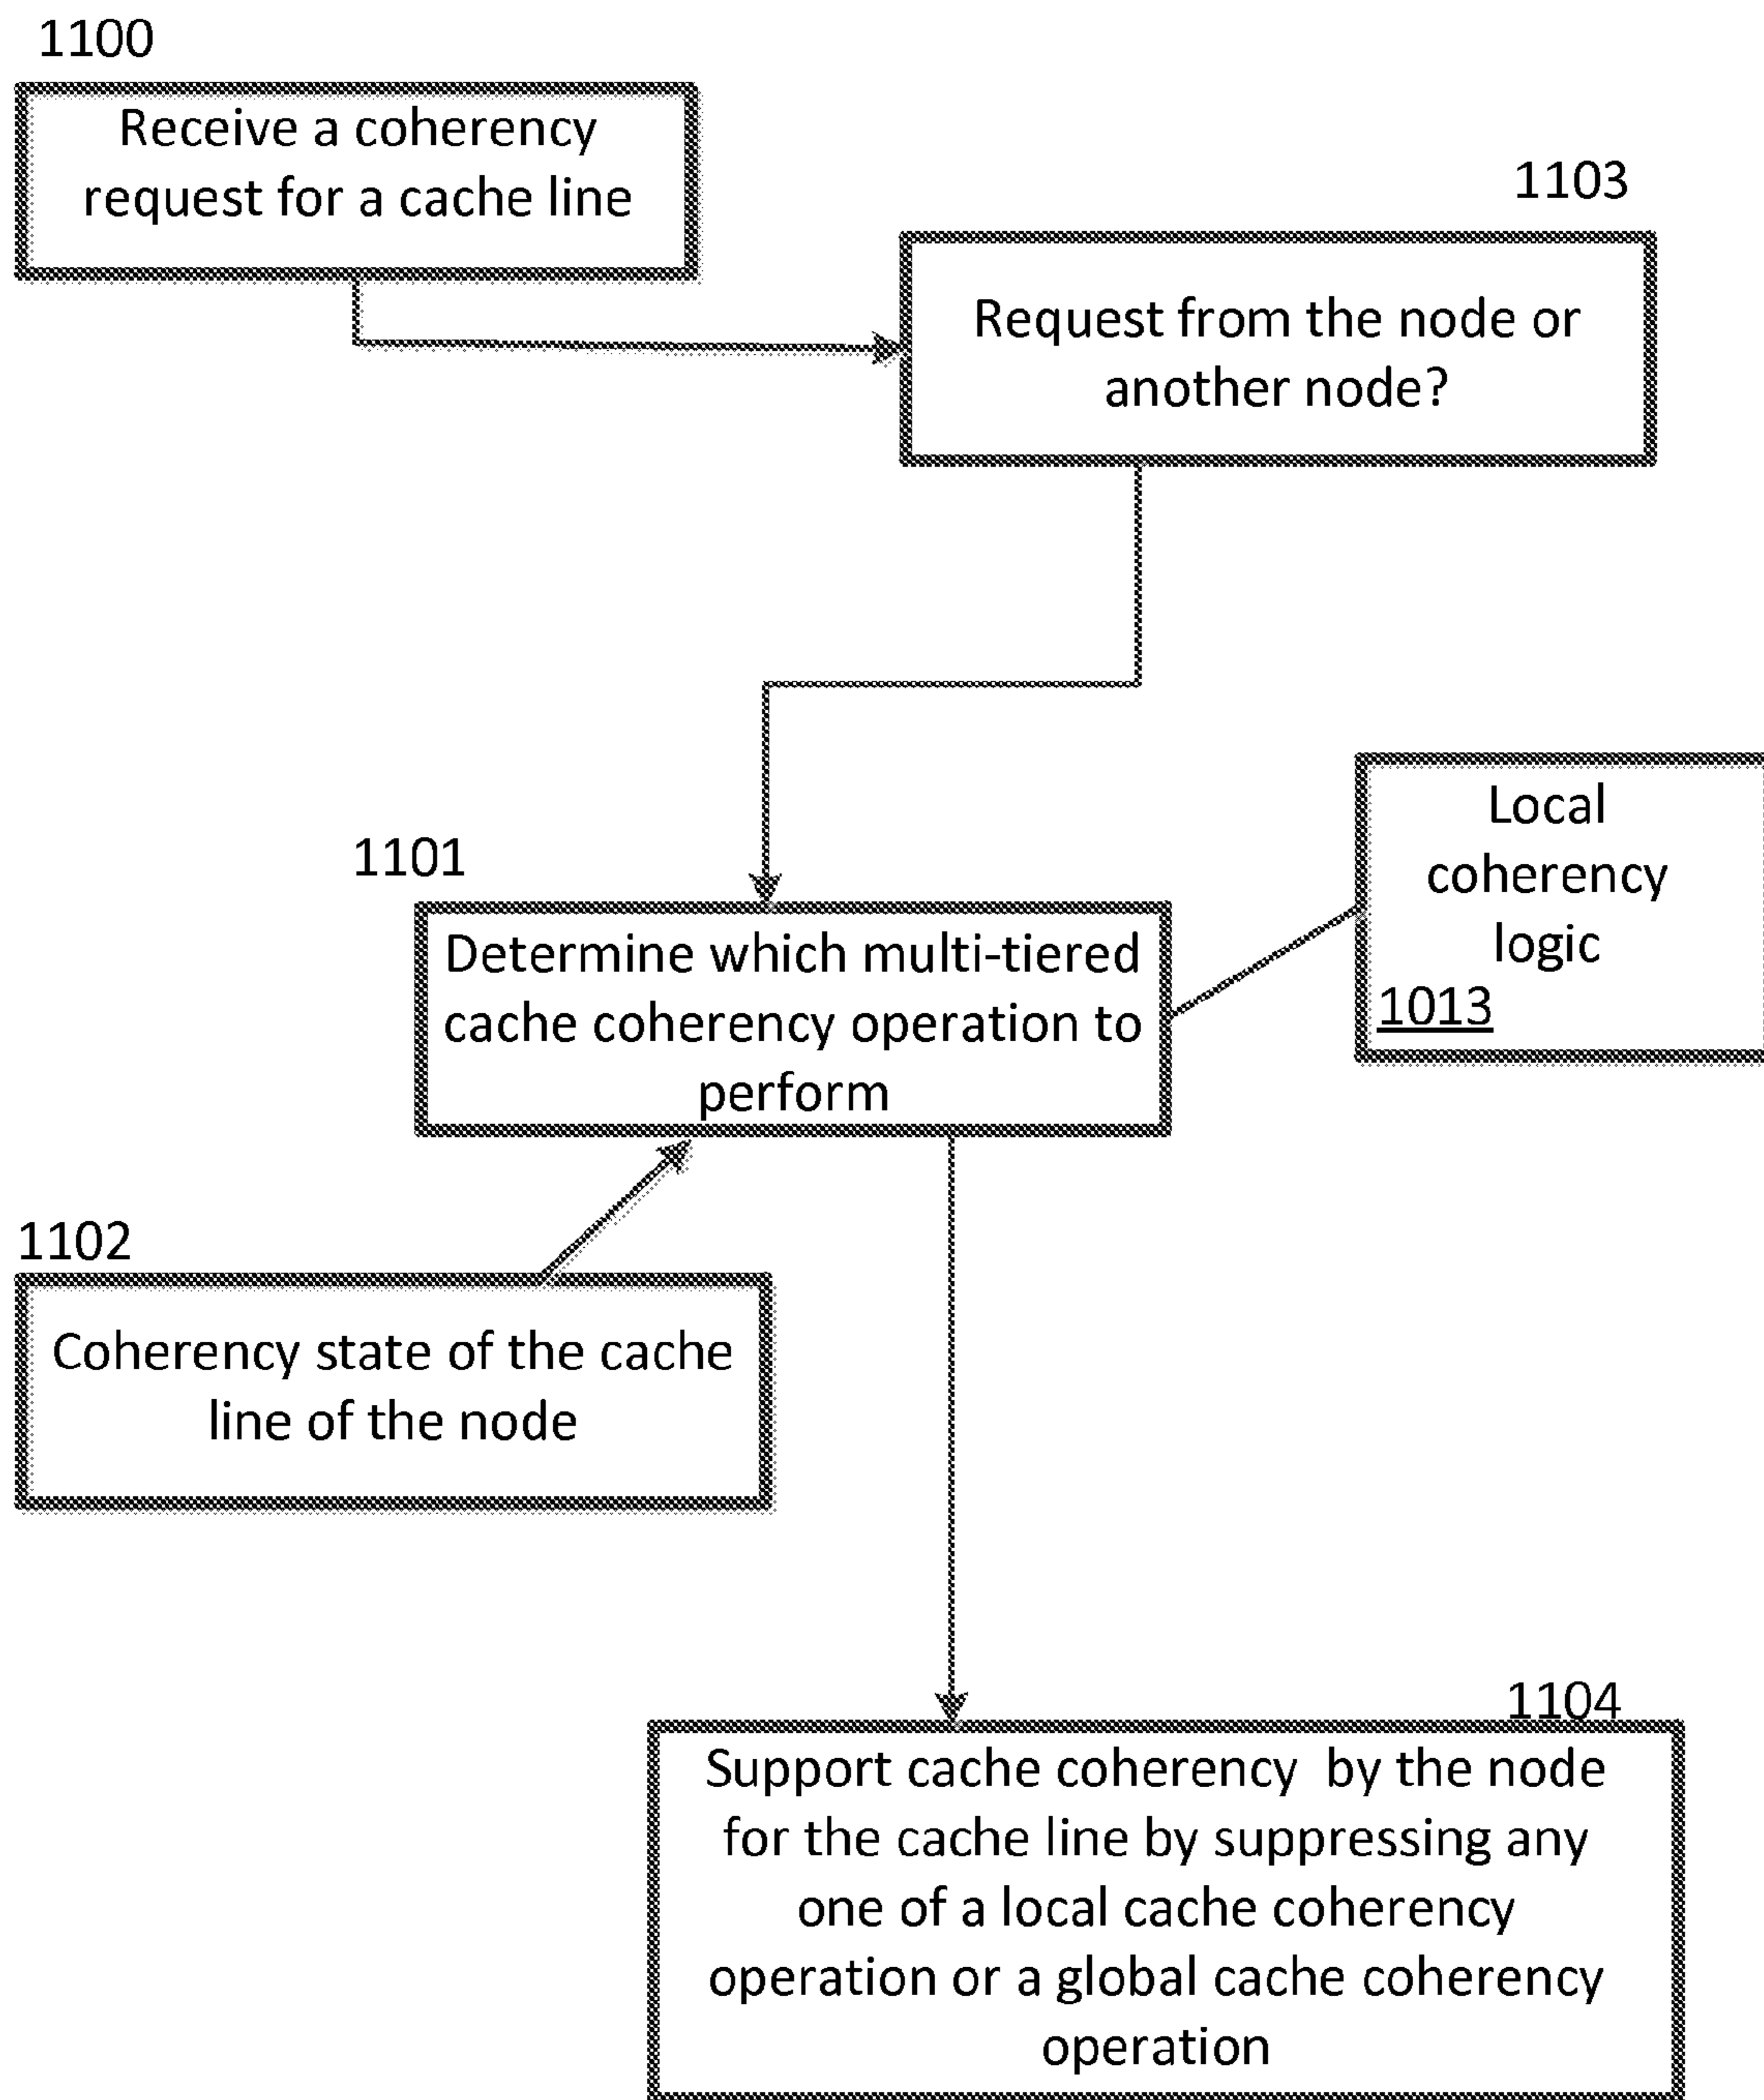 1100
Receive a coherency
request for a cache line
1103
Request from the node or
another node?
1101
Determine which multi-tiered
cache coherency operation to
perform
Local
coherency
logic
1013
1102
Coherency state of the cache
line of the node
1104
Support cache coherency by the node
for the cache line by suppressing any
one of a local cache coherency
operation or a global cache coherency
operation